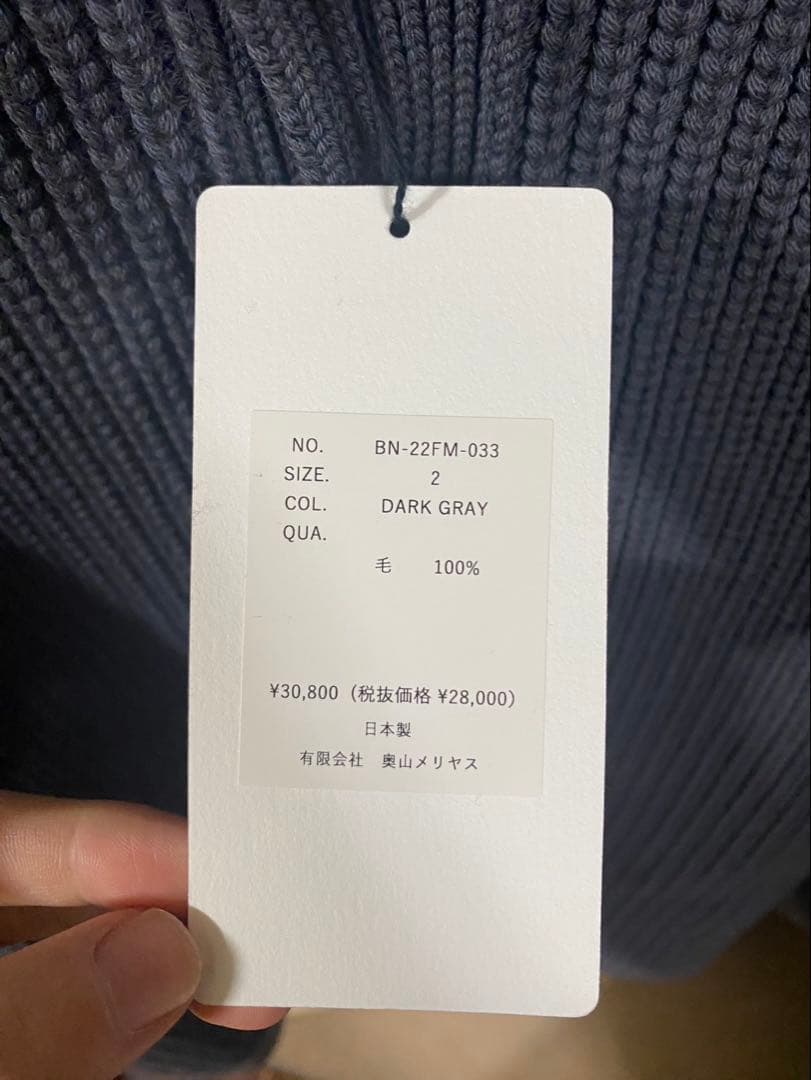 NO. BN-22FM-033
SIZE. 2
COL. DARK GRAY
QUA.
毛 100%
¥30,800（税抜価格 ¥28,000）
日本製
有限会社 奥山メリヤス